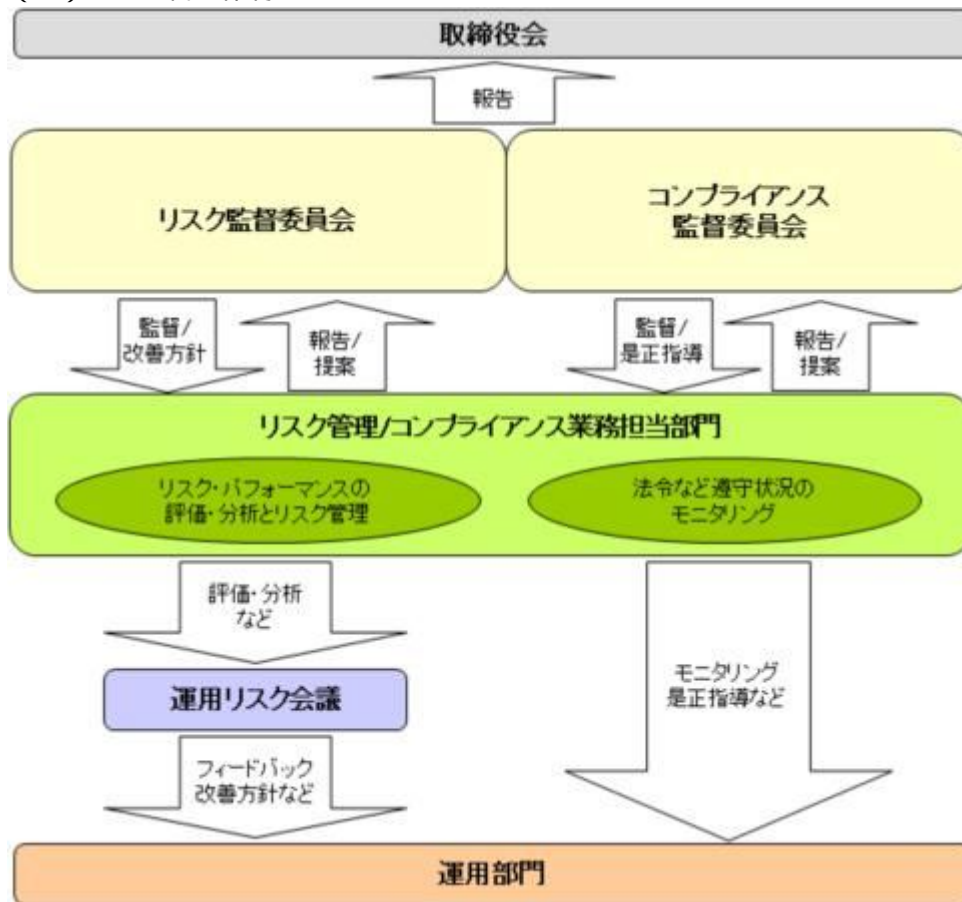 取締役会
報告
リスク監督委員会
コンプライアンス
監督委員会
監督/
改善方針
報告/
提案
監督/
是正指導
報告/
提案
リスク管理/コンプライアンス業務担当部門
リスク・パフォーマンスの
評価・分析とリスク管理
法令など遵守状況の
モニタリング
評価・分析
など
運用リスク会議
モニタリング
是正指導など
フィードバック
改善方針など
運用部門